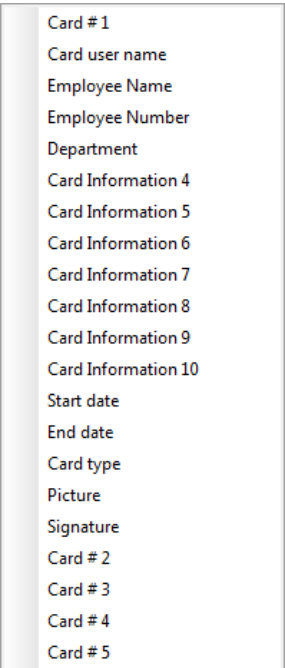 Card # 1
Card user name
Employee Name
Employee Number
Department
Card Information 4
Card Information 5
Card Information 6
Card Information 7
Card Information 8
Card Information 9
Card Information 10
Start date
End date
Card type
Picture
Signature
Card # 2
Card # 3
Card # 4
Card # 5